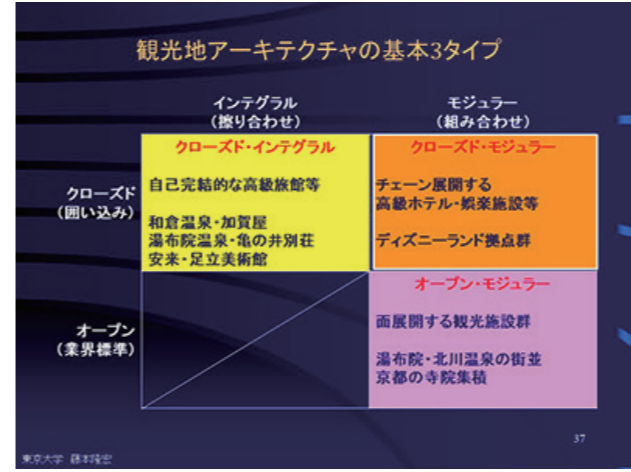 観光地アーキテクチャの基本3タイプ
インテグラル
(擦り合わせ)
モジュラー
(組み合わせ)
クローズド
(囲い込み)
クローズド・インテグラル
自己完結的な高級旅館等
和倉温泉・加賀屋
湯布院温泉・亀の井別荘
安来・足立美術館
クローズド・モジュラー
チェーン展開する
高級ホテル・娯楽施設等
ディズニーランド拠点群
オープン
(業界標準)
オープン・モジュラー
面展開する観光施設群
湯布院・北川温泉の街並
京都の寺院集積
37
東京大学 藤本隆宏